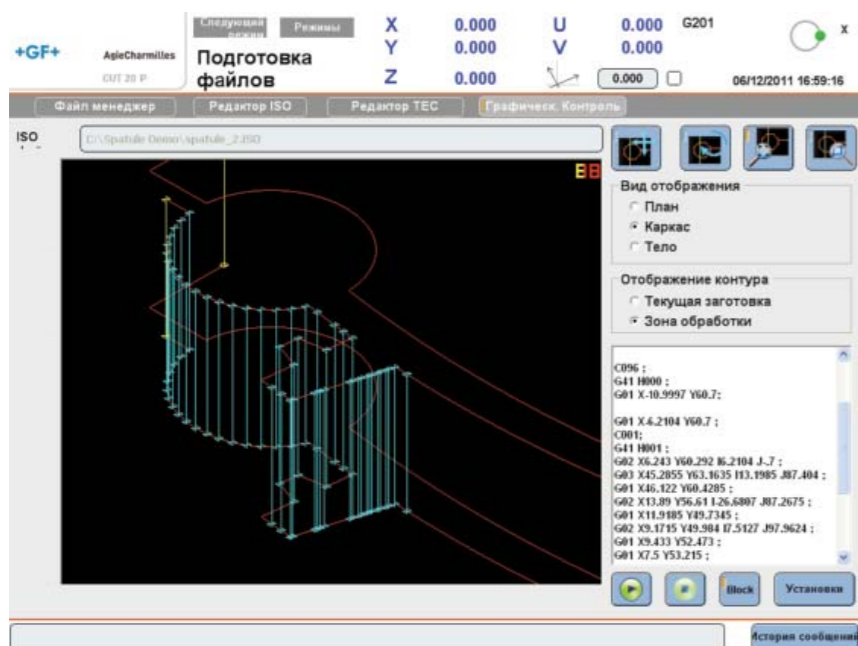 +GF+
AgieCharmilles
CUT 20 P
Следующий режим
Режимы
Подготовка файлов
X 0.000 U 0.000 G201
Y 0.000 V 0.000
Z 0.000 0.000
x
06/12/2011 16:59:16
Файл менеджер Редактор ISO Редактор TEC Графическ. Контроль
ISO
C:\Spatule Demo\spatule_2.ISO
Вид отображения
План
Каркас
Тело
Отображение контура
Текущая заготовка
Зона обработки
C096 ;
G41 H000 ;
G01 X-10.9997 Y60.7;
G01 X-6.2104 Y60.7 ;
C001;
G41 H001 ;
G02 X6.243 Y60.292 I6.2104 J-.7 ;
G03 X45.2855 Y63.1635 I13.1985 J87.404 ;
G01 X46.122 Y60.4285 ;
G02 X13.89 Y56.61 I-26.6807 J87.2675 ;
G01 X11.9185 Y49.7345 ;
G02 X9.1715 Y49.984 I7.5127 J97.9624 ;
G01 X9.433 Y52.473 ;
G01 X7.5 Y53.215 ;
Block
Установки
История сообщений